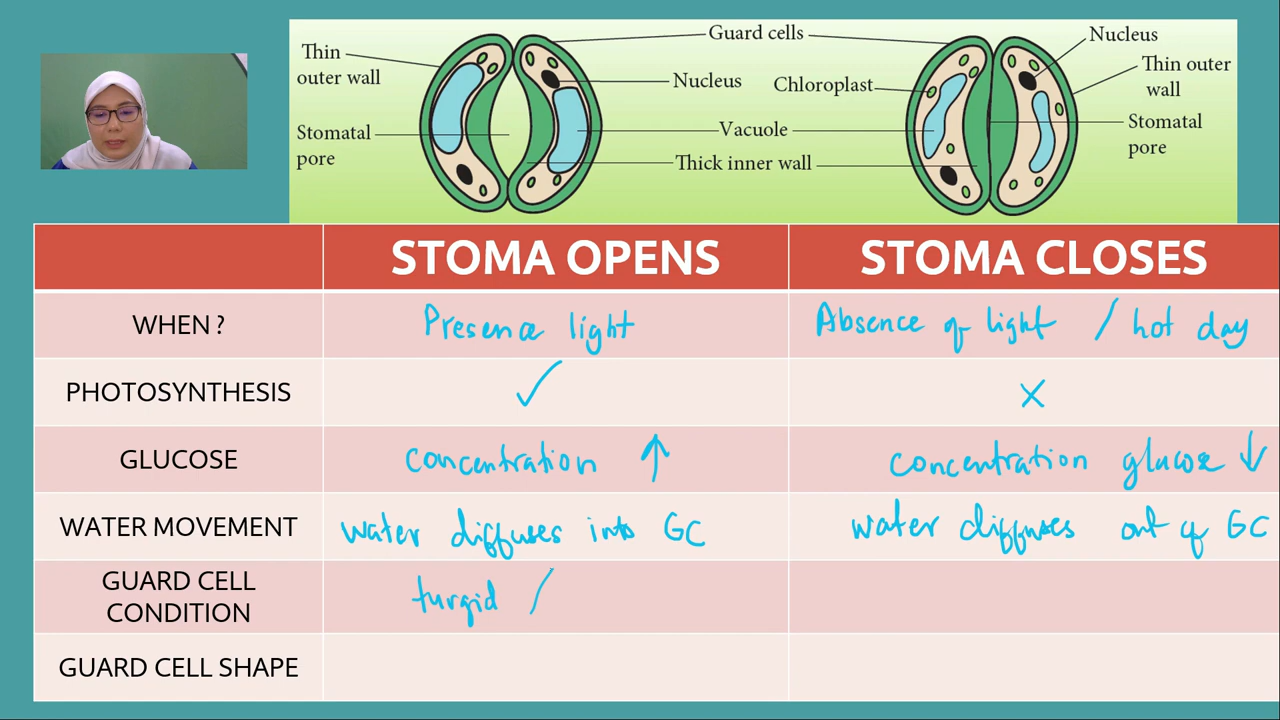 Thin
outer wall
Stomatal
pore
Guard cells
Nucleus
Chloroplast
Vacuole
Thick inner wall
Nucleus
Thin outer
wall
Stomatal
pore
STOMA OPENS STOMA CLOSES
WHEN ? Presence light Absence of light / hot day
PHOTOSYNTHESIS ✓ ×
GLUCOSE concentration ↑ concentration glucose ↓
WATER MOVEMENT water diffuses into GC water diffuses out of GC
GUARD CELL
CONDITION turgid /
GUARD CELL SHAPE